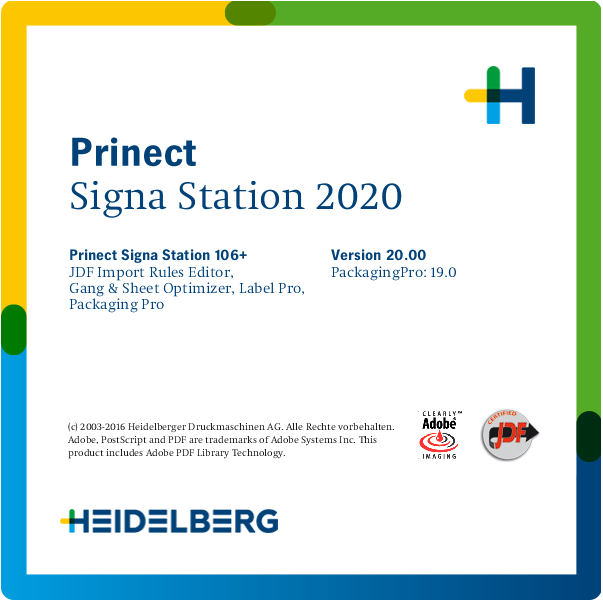 Prinect
Signa Station 2020
Prinect Signa Station 106+
JDF Import Rules Editor,
Gang & Sheet Optimizer, Label Pro,
Packaging Pro
Version 20.00
PackagingPro: 19.0
(c) 2003-2016 Heidelberger Druckmaschinen AG. Alle Rechte vorbehalten.
Adobe, PostScript and PDF are trademarks of Adobe Systems Inc. This
product includes Adobe PDF Library Technology.
CLEARLY™
Adobe®
IMAGING
CERTIFIED
JDF
HEIDELBERG